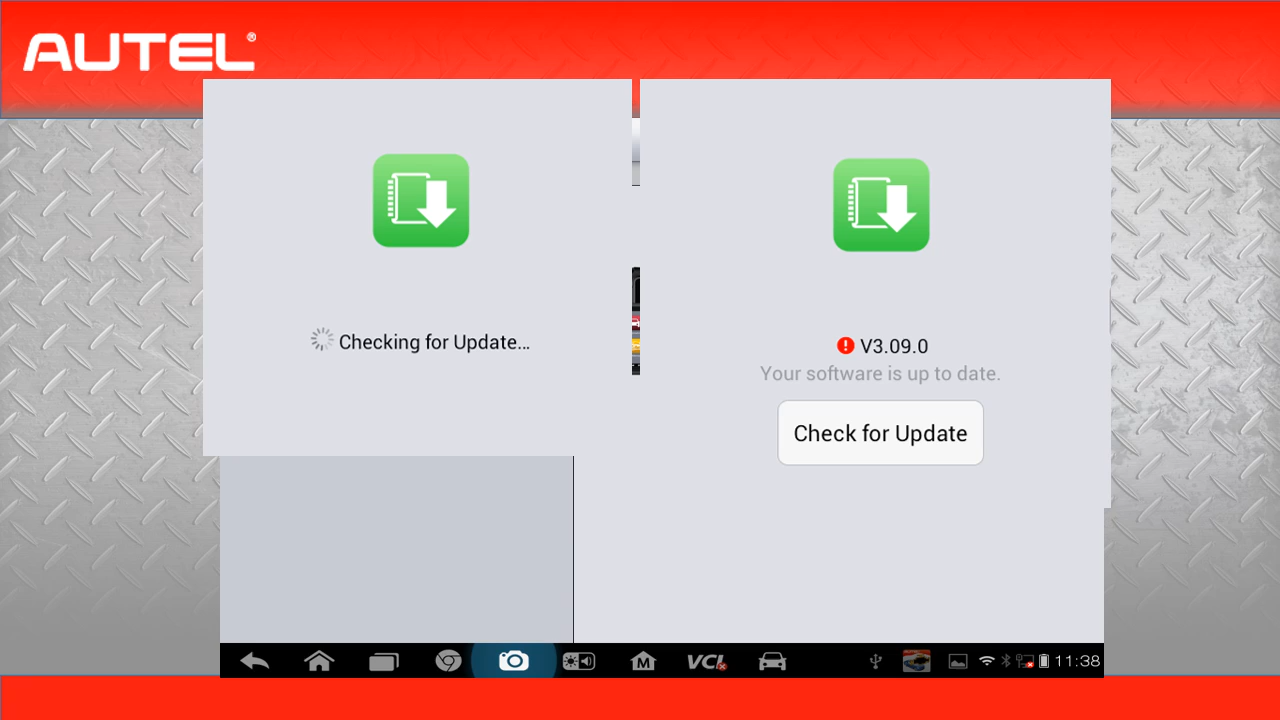 AUTEL®
Checking for Update...
V3.09.0
Your software is up to date.
Check for Update
M
VCI
11:38